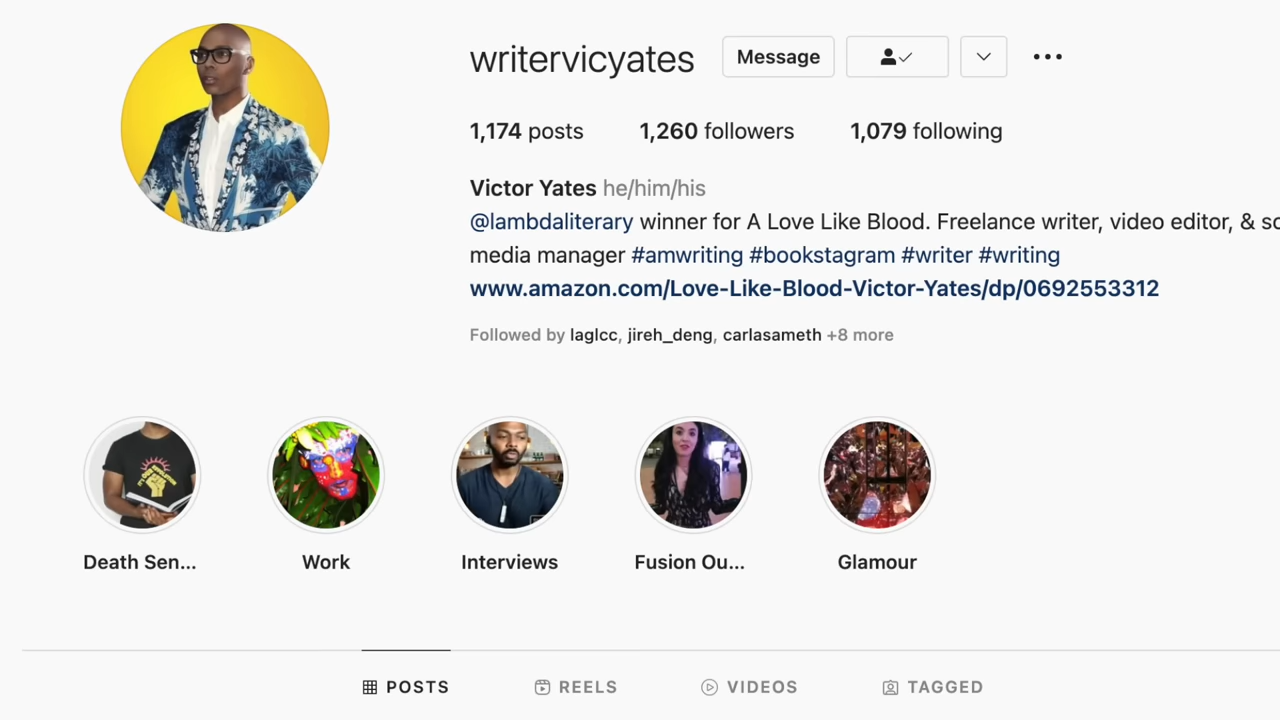 writervicyates Message
1,174 posts 1,260 followers 1,079 following
Victor Yates he/him/his
@lambdaliterary winner for A Love Like Blood. Freelance writer, video editor, &
media manager #amwriting #bookstagram #writer #writing
www.amazon.com/Love-Like-Blood-Victor-Yates/dp/0692553312
Followed by laglcc, jireh_deng, carlasameth +8 more
Death Sen... Work Interviews Fusion Ou... Glamour
POSTS REELS VIDEOS TAGGED